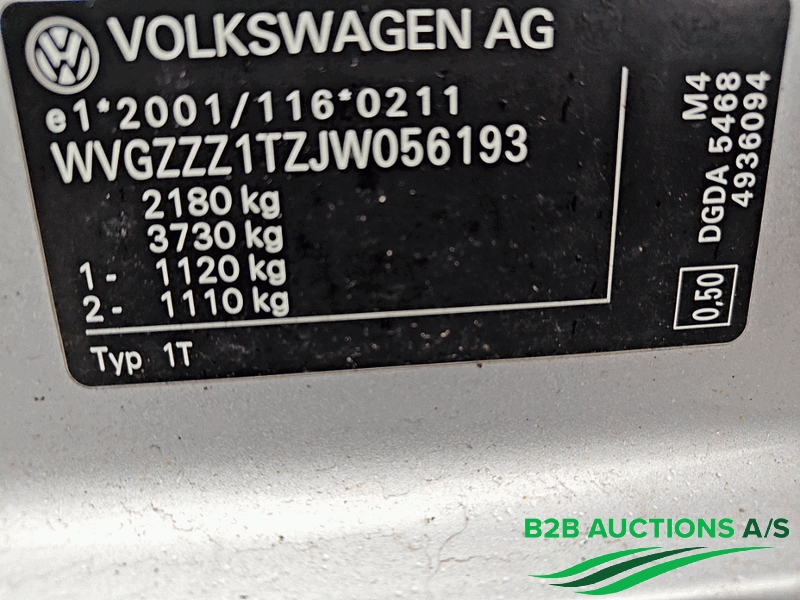 VOLKSWAGEN AG
e1*2001/116*0211
WVGZZZ1TZJW056193
2180 kg
3730 kg
1- 1120 kg
2- 1110 kg
Typ 1T
M4
DGDA 5468
4936094
0,50
B2B AUCTIONS A/S